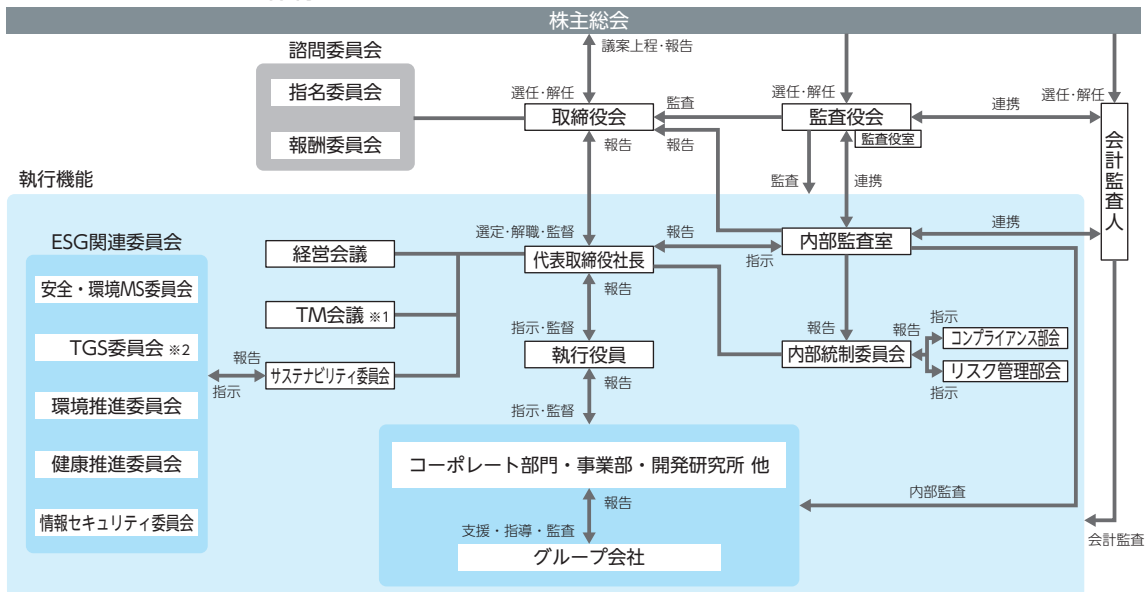 株主総会
諮問委員会
議案上程・報告
指名委員会
報酬委員会
選任・解任
取締役会
監査
選任・解任
監査役会
監査役室
連携
選任・解任
会計監査人
報告
報告
監査
連携
執行機能
ESG関連委員会
安全・環境MS委員会
TGS委員会 ※2
環境推進委員会
健康推進委員会
情報セキュリティ委員会
報告
指示
経営会議
TM会議 ※1
サステナビリティ委員会
選定・解職・監督
代表取締役社長
報告
指示
内部監査室
連携
報告
指示・監督
執行役員
報告
内部統制委員会
報告
指示
コンプライアンス部会
リスク管理部会
指示
報告
指示・監督
コーポレート部門・事業部・開発研究所 他
報告
支援・指導・監査
グループ会社
内部監査
会計監査